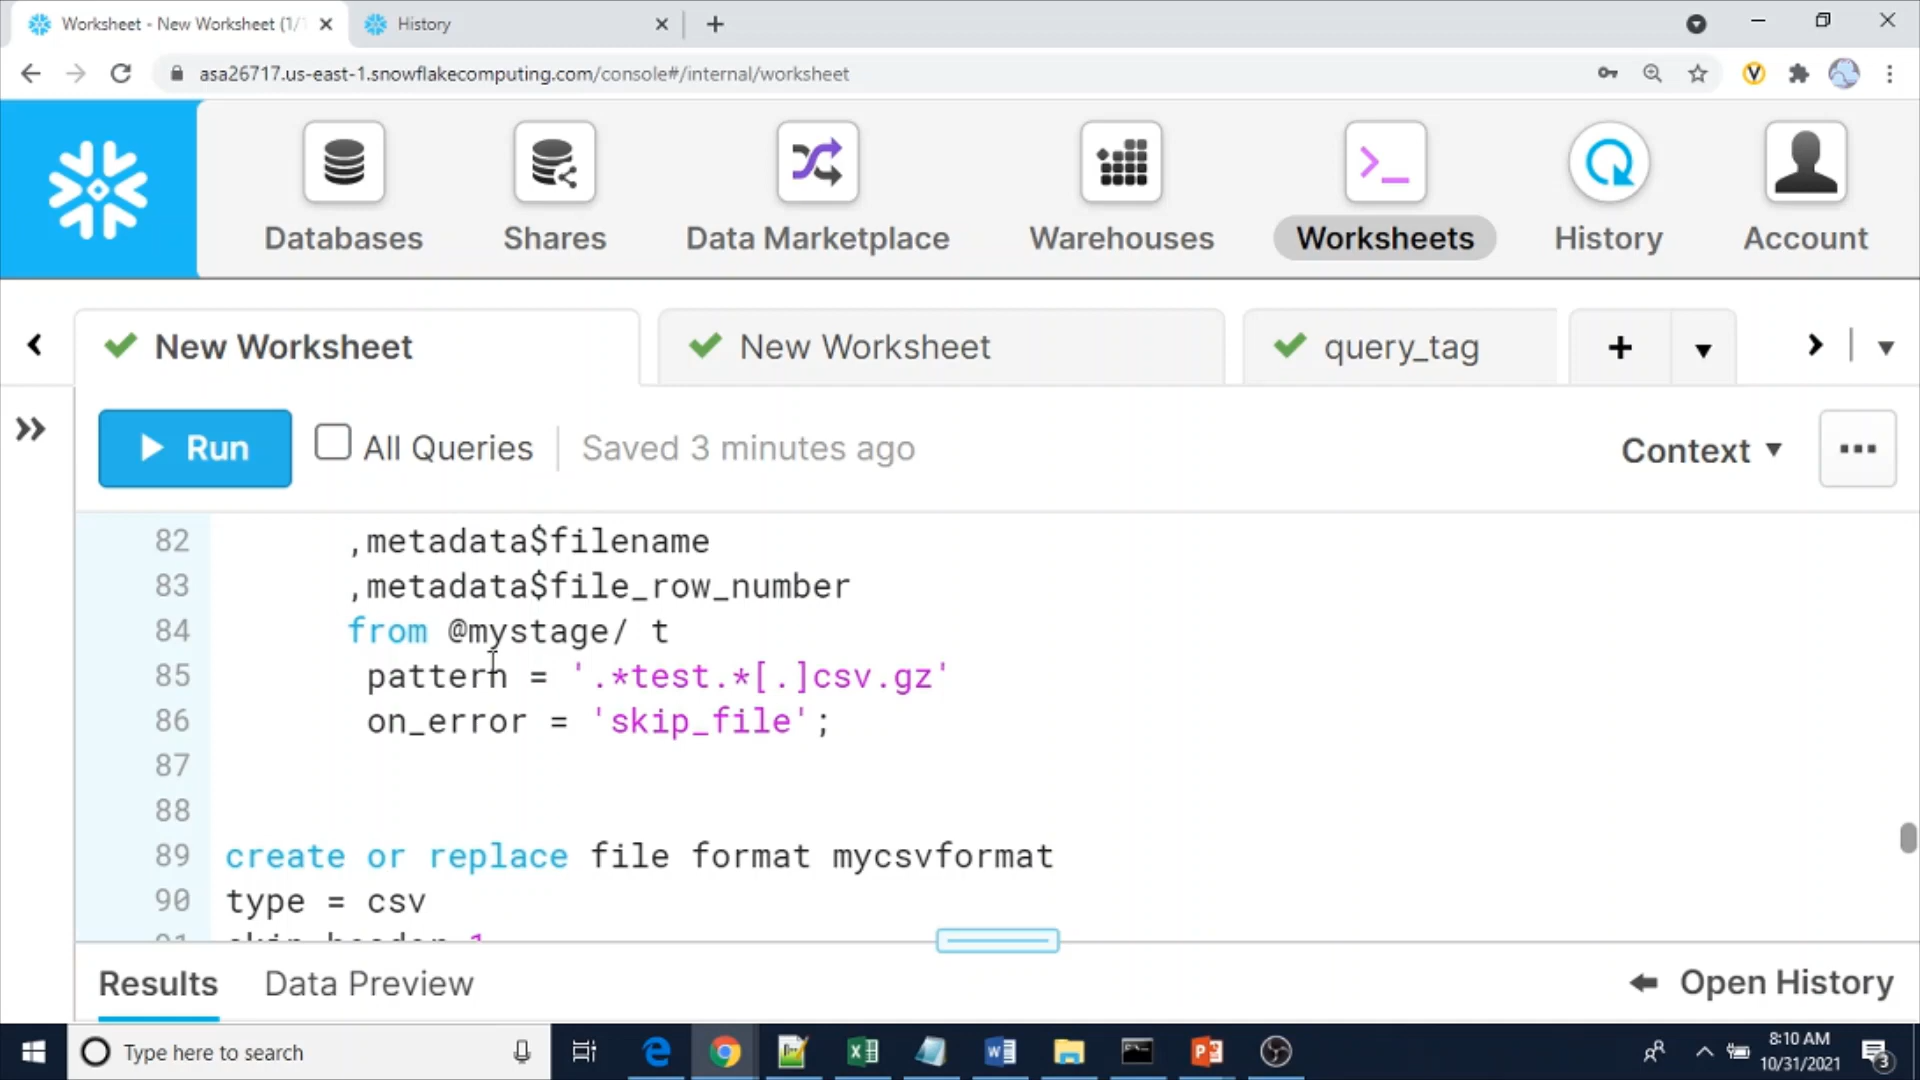 Worksheet - New Worksheet (1/
History
asa26717.us-east-1.snowflakecomputing.com/console#/internal/worksheet
Databases
Shares
Data Marketplace
Warehouses
Worksheets
History
Account
New Worksheet
New Worksheet
query_tag
Run
All Queries
Saved 3 minutes ago
Context
82 ,metadata$filename
83 ,metadata$file_row_number
84 from @mystage/ t
85 pattern = '.*test.*[.]csv.gz'
86 on_error = 'skip_file';
87
88
89 create or replace file format mycsvformat
90 type = csv
Results
Data Preview
Open History
Type here to search
8:10 AM
10/31/2021
3